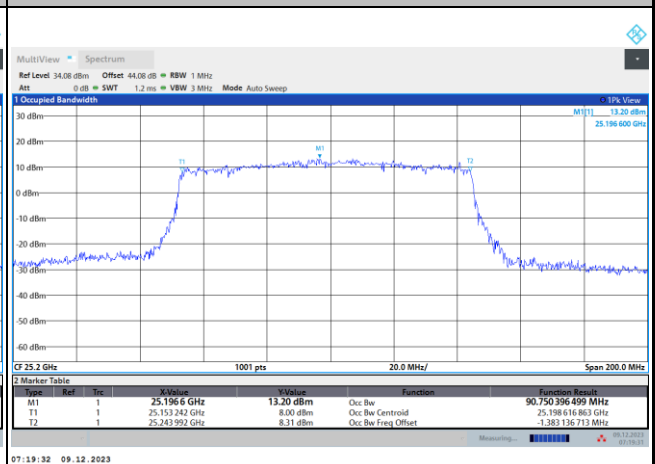 MultiView Spectrum
Ref Level 34.08 dBm Offset 44.08 dB RBW 1 MHz
Att 0 dB SWT 1.2 ms VBW 3 MHz Mode Auto Sweep
1 Occupied Bandwidth 1Pk View
M1[1] 13.20 dBm
25.196 600 GHz
30 dBm
20 dBm
M1
T1 T2
10 dBm
0 dBm
-10 dBm
-20 dBm
-30 dBm
-40 dBm
-50 dBm
-60 dBm
CF 25.2 GHz 1001 pts 20.0 MHz/ Span 200.0 MHz
2 Marker Table
Type Ref Trc X-Value Y-Value Function Function Result
M1 1 25.1966 GHz 13.20 dBm Occ Bw 90.750 396 499 MHz
T1 1 25.153 242 GHz 8.00 dBm Occ Bw Centroid 25.198 616 863 GHz
T2 1 25.243 992 GHz 8.31 dBm Occ Bw Freq Offset -1.383 136 713 MHz
Measuring... 09.12.2023
07:19:31
07:19:32 09.12.2023